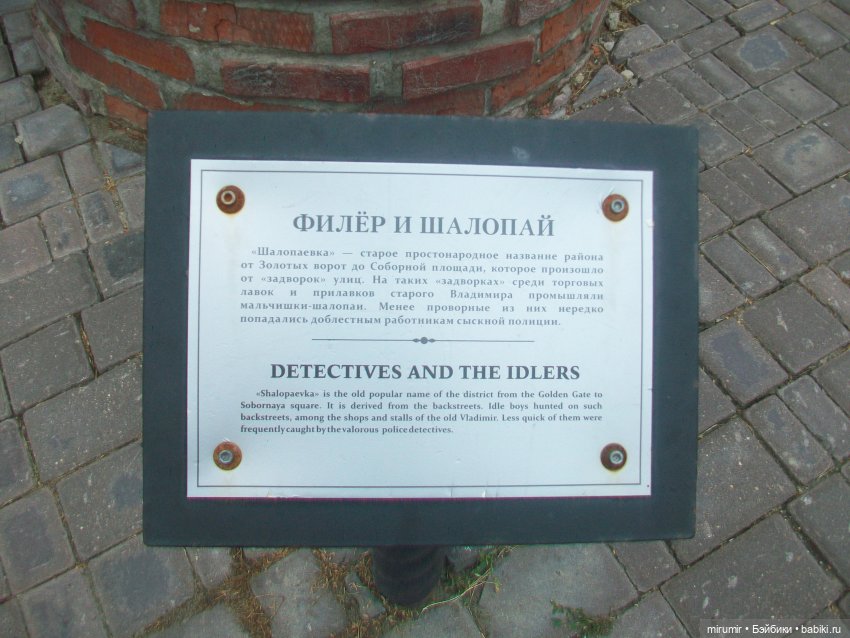 ФИЛЁР И ШАЛОПАЙ
«Шалопаевка» — старое простонародное название района
от Золотых ворот до Соборной площади, которое произошло
от «задворок» улиц. На таких «задворках» среди торговых
лавок и прилавков старого Владимира промышляли
мальчишки-шалопаи. Менее проворные из них нередко
попадались доблестным работникам сыскной полиции.
DETECTIVES AND THE IDLERS
«Shalopaevka» is the old popular name of the district from the Golden Gate to
Sobornaya square. It is derived from the backstreets. Idle boys hunted on such
backstreets, among the shops and stalls of the old Vladimir. Less quick of them were
frequently caught by the valorous police detectives.
mirumir • Бэйбики • babiki.ru